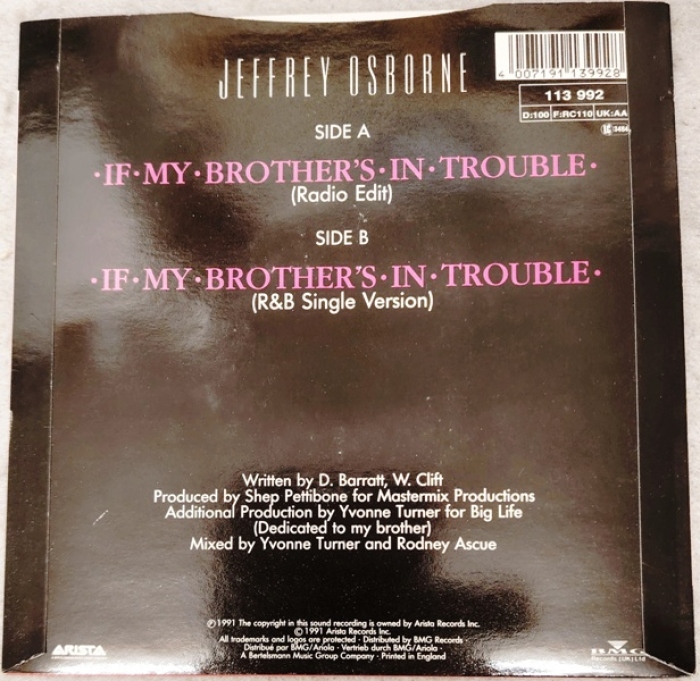 JEFFREY OSBORNE
4 007191 139928
113 992
D:100 F:RC110 UK:AA
LC 3484
SIDE A
·IF·MY·BROTHER'S·IN·TROUBLE·
(Radio Edit)
SIDE B
·IF·MY·BROTHER'S·IN·TROUBLE·
(R&B Single Version)
Written by D. Barratt, W. Clift
Produced by Shep Pettibone for Mastermix Productions
Additional Production by Yvonne Turner for Big Life
(Dedicated to my brother)
Mixed by Yvonne Turner and Rodney Ascue
℗1991 The copyright in this sound recording is owned by Arista Records Inc.
©1991 Arista Records Inc.
All trademarks and logos are protected · Distributed by BMG Records ·
Distribué par BMG/Ariola · Vertrieb durch BMG/Ariola ·
A Bertelsmann Music Group Company · Printed in England
ARISTA
BMG
Records (UK) Ltd